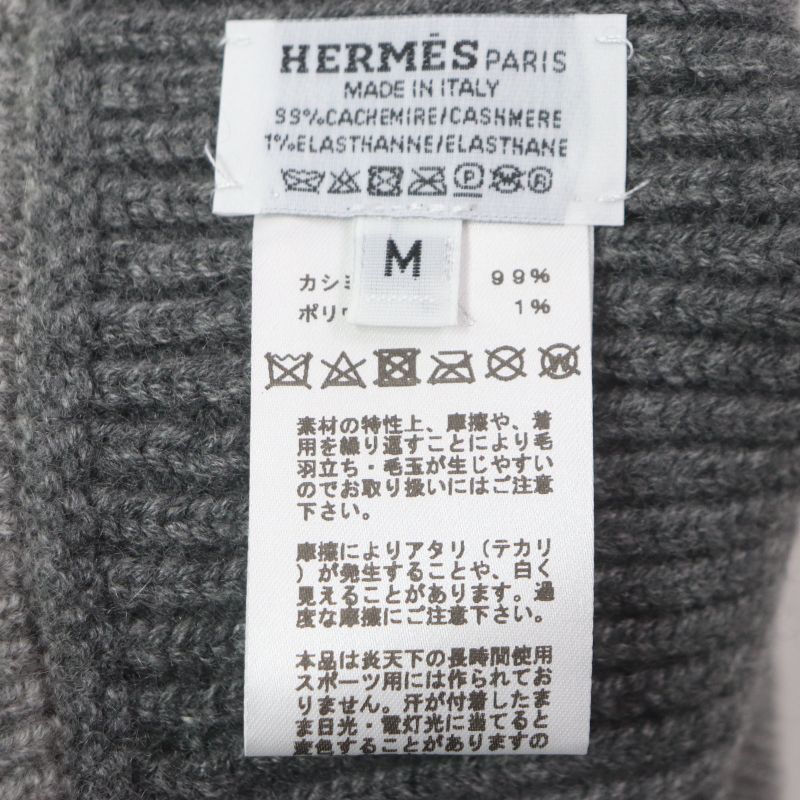 HERMÈS PARIS
MADE IN ITALY
99%CACHEMIRE/CASHMERE
1%ELASTHANNE/ELASTHANE
P W R
M
カシミ 99%
ポリウ 1%
W
素材の特性上、摩擦や、着
用を繰り返すことにより毛
羽立ち・毛玉が生じやすい
のでお取り扱いにはご注意
下さい。
摩擦によりアタリ（テカリ
）が発生することや、白く
見えることがあります。過
度な摩擦にご注意下さい。
本品は炎天下の長時間使用
スポーツ用には作られてお
りません。汗が付着したま
ま日光・電灯光に当てると
変色することがありますの